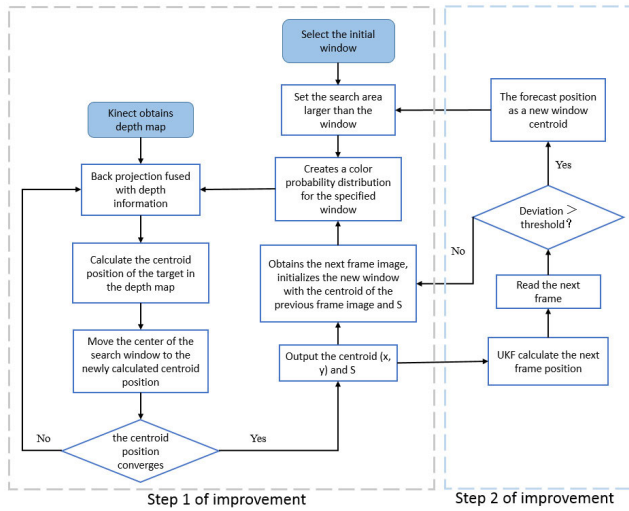 Select the initial
window
Kinect obtains
depth map
Set the search area
larger than the
window
The forecast position
as a new window
centroid
Back projection fused
with depth
information
Creates a color
probability distribution
for the specified
window
Yes
Deviation >
threshold?
No
Calculate the centroid
position of the target in
the depth map
Obtains the next frame image,
initializes the new window
with the centroid of the
previous frame image and S
Read the next
frame
Move the center of the
search window to the
newly calculated centroid
position
Output the centroid (x,
y) and S
UKF calculate the next
frame position
No
the centroid
position
converges
Yes
Step 1 of improvement
Step 2 of improvement